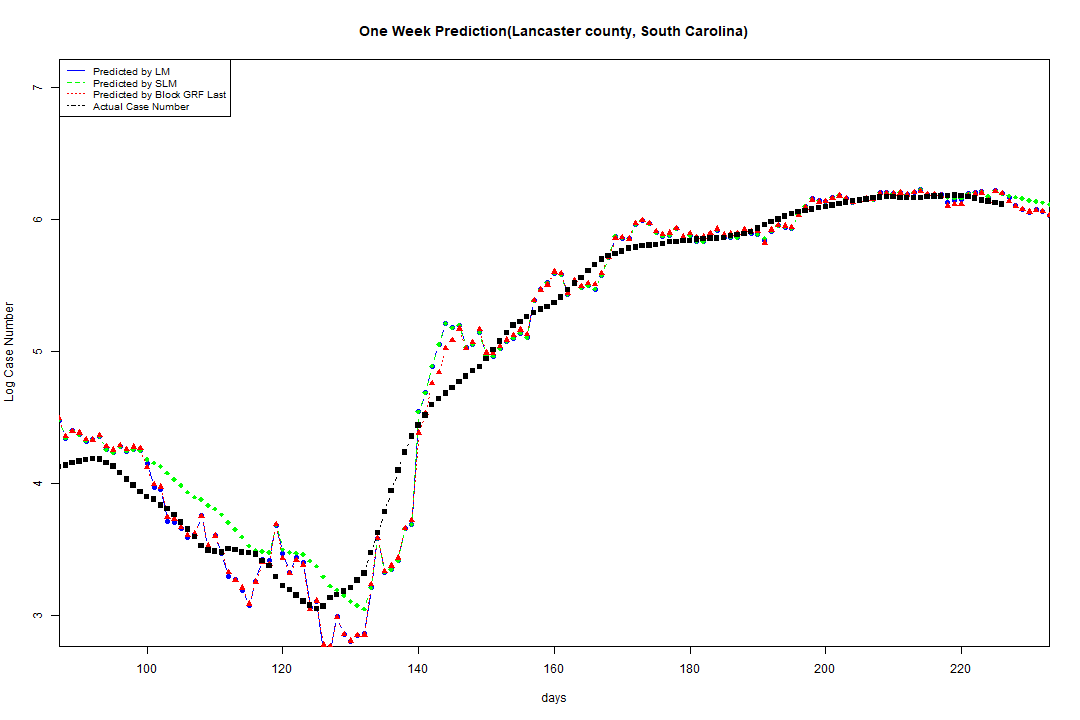 One Week Prediction(Lancaster county, South Carolina)
Predicted by LM
Predicted by SLM
Predicted by Block GRF Last
Actual Case Number
Log Case Number
7
6
5
4
3
100 120 140 160 180 200 220
days